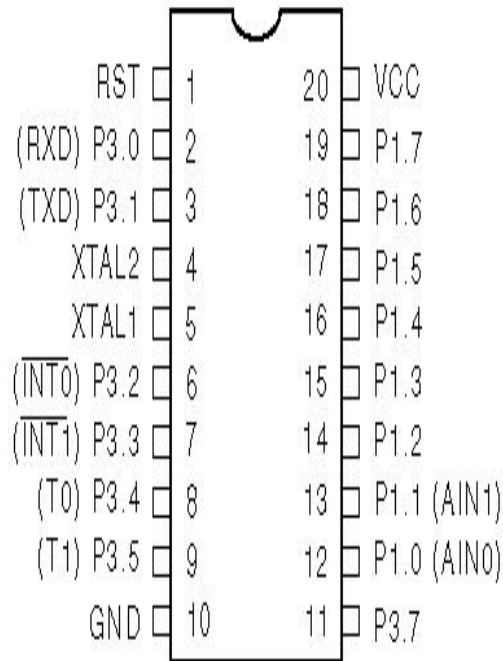 RST 1 20 VCC
(RXD) P3.0 2 19 P1.7
(TXD) P3.1 3 18 P1.6
XTAL2 4 17 P1.5
XTAL1 5 16 P1.4
(INT0) P3.2 6 15 P1.3
(INT1) P3.3 7 14 P1.2
(T0) P3.4 8 13 P1.1 (AIN1)
(T1) P3.5 9 12 P1.0 (AIN0)
GND 10 11 P3.7